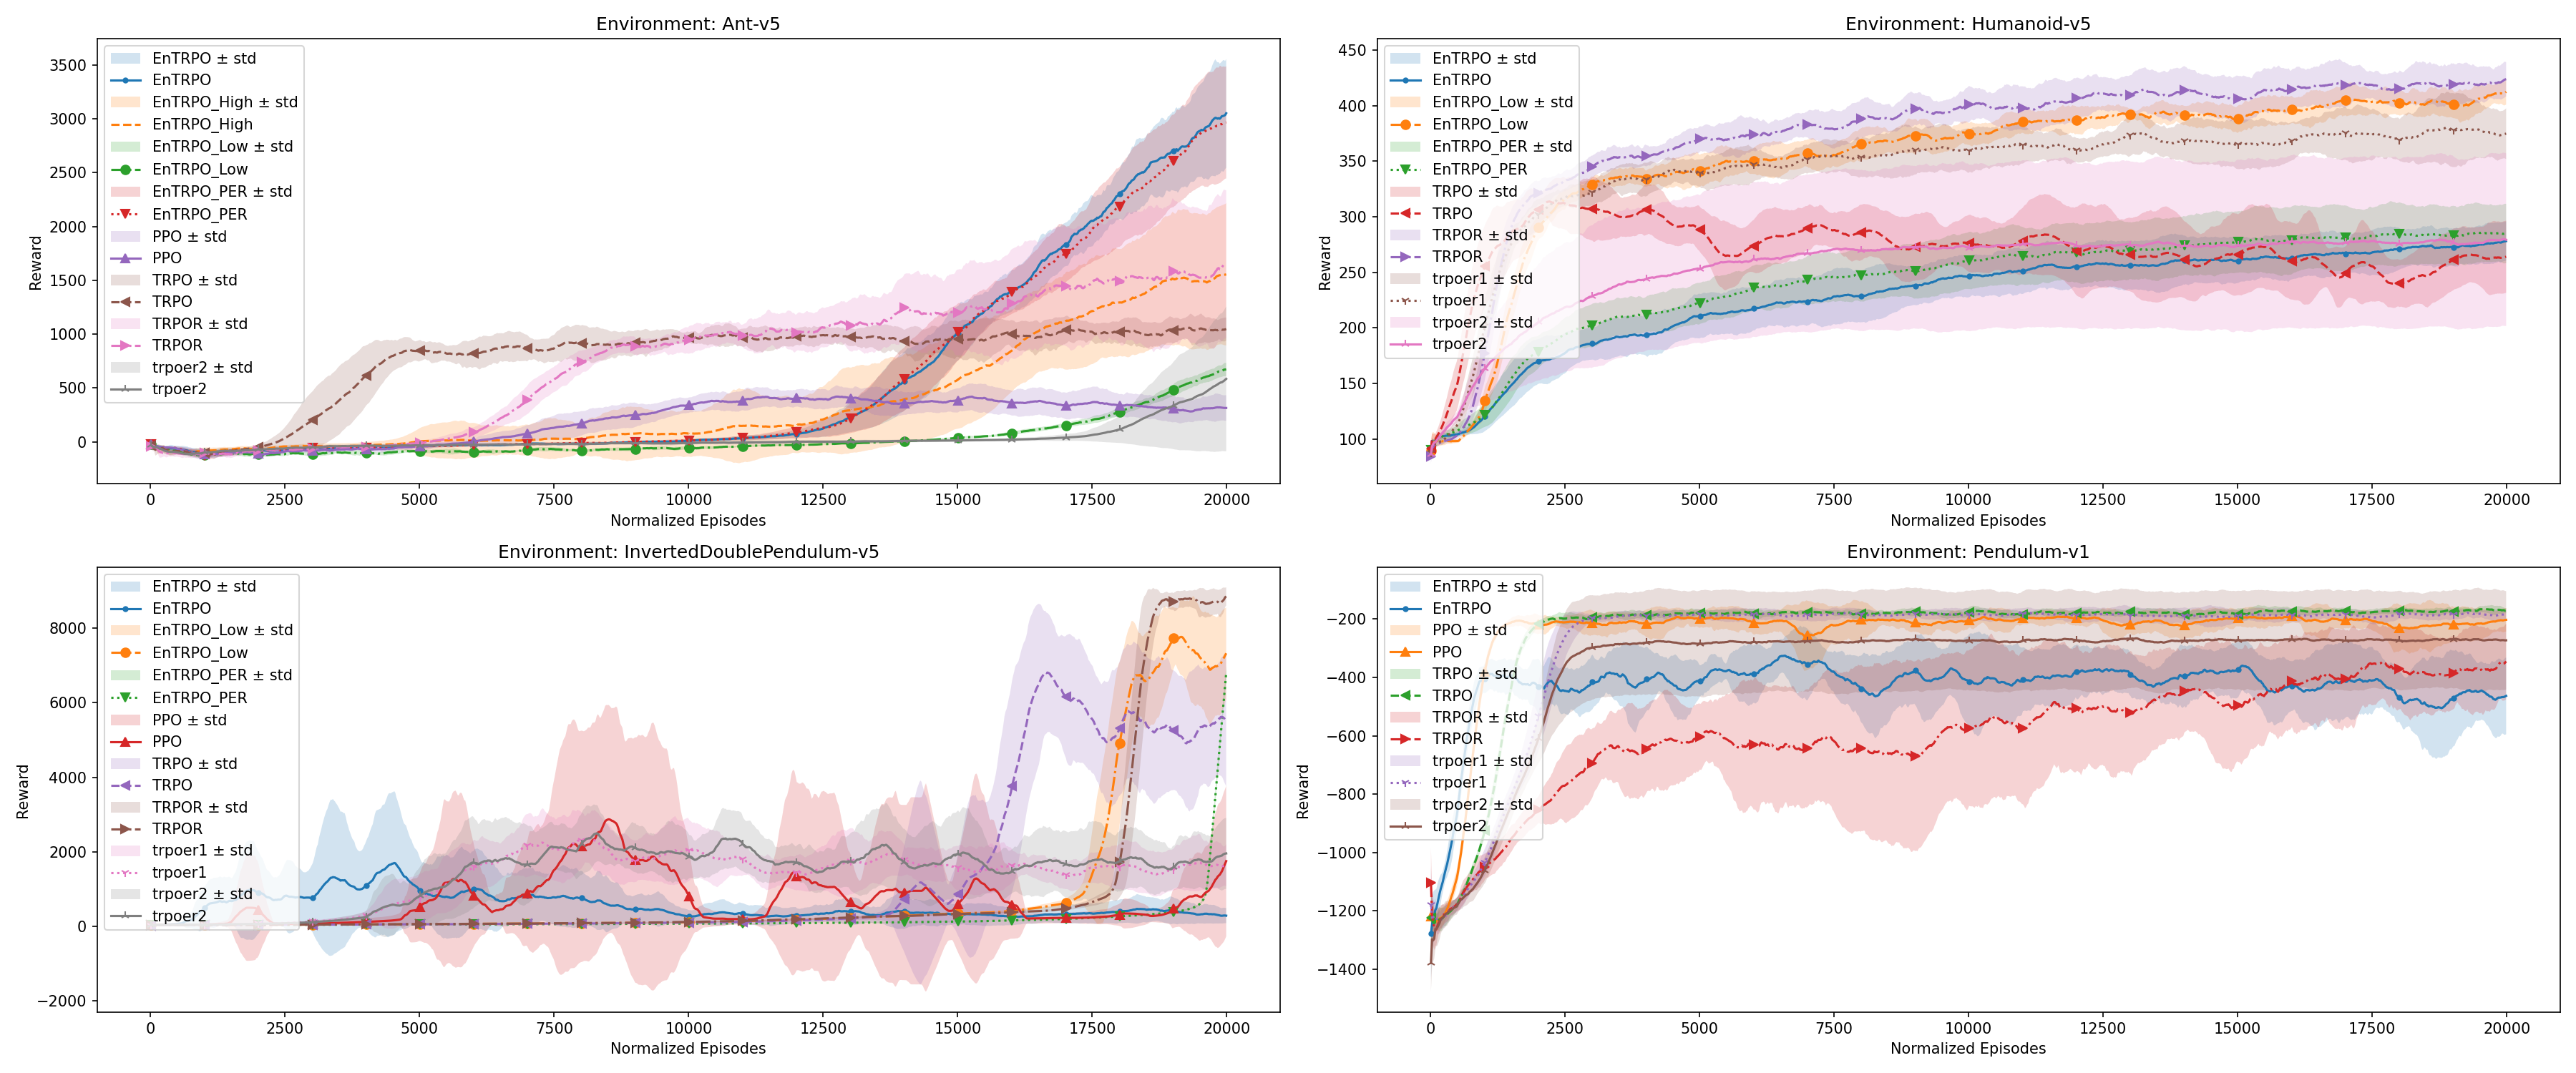 Environment: Ant-v5
Reward
3500
3000
2500
2000
1500
1000
500
0
EnTRPO ± std
EnTRPO
EnTRPO_High ± std
EnTRPO_High
EnTRPO_Low ± std
EnTRPO_Low
EnTRPO_PER ± std
EnTRPO_PER
PPO ± std
PPO
TRPO ± std
TRPO
TRPOR ± std
TRPOR
trpoer2 ± std
trpoer2
0 2500 5000 7500 10000 12500 15000 17500 20000
Normalized Episodes
Environment: Humanoid-v5
Reward
450
400
350
300
250
200
150
100
EnTRPO ± std
EnTRPO
EnTRPO_Low ± std
EnTRPO_Low
EnTRPO_PER ± std
EnTRPO_PER
TRPO ± std
TRPO
TRPOR ± std
TRPOR
trpoer1 ± std
trpoer1
trpoer2 ± std
trpoer2
0 2500 5000 7500 10000 12500 15000 17500 20000
Normalized Episodes
Environment: InvertedDoublePendulum-v5
Reward
8000
6000
4000
2000
0
−2000
EnTRPO ± std
EnTRPO
EnTRPO_Low ± std
EnTRPO_Low
EnTRPO_PER ± std
EnTRPO_PER
PPO ± std
PPO
TRPO ± std
TRPO
TRPOR ± std
TRPOR
trpoer1 ± std
trpoer1
trpoer2 ± std
trpoer2
0 2500 5000 7500 10000 12500 15000 17500 20000
Normalized Episodes
Environment: Pendulum-v1
Reward
−200
−400
−600
−800
−1000
−1200
−1400
EnTRPO ± std
EnTRPO
PPO ± std
PPO
TRPO ± std
TRPO
TRPOR ± std
TRPOR
trpoer1 ± std
trpoer1
trpoer2 ± std
trpoer2
0 2500 5000 7500 10000 12500 15000 17500 20000
Normalized Episodes